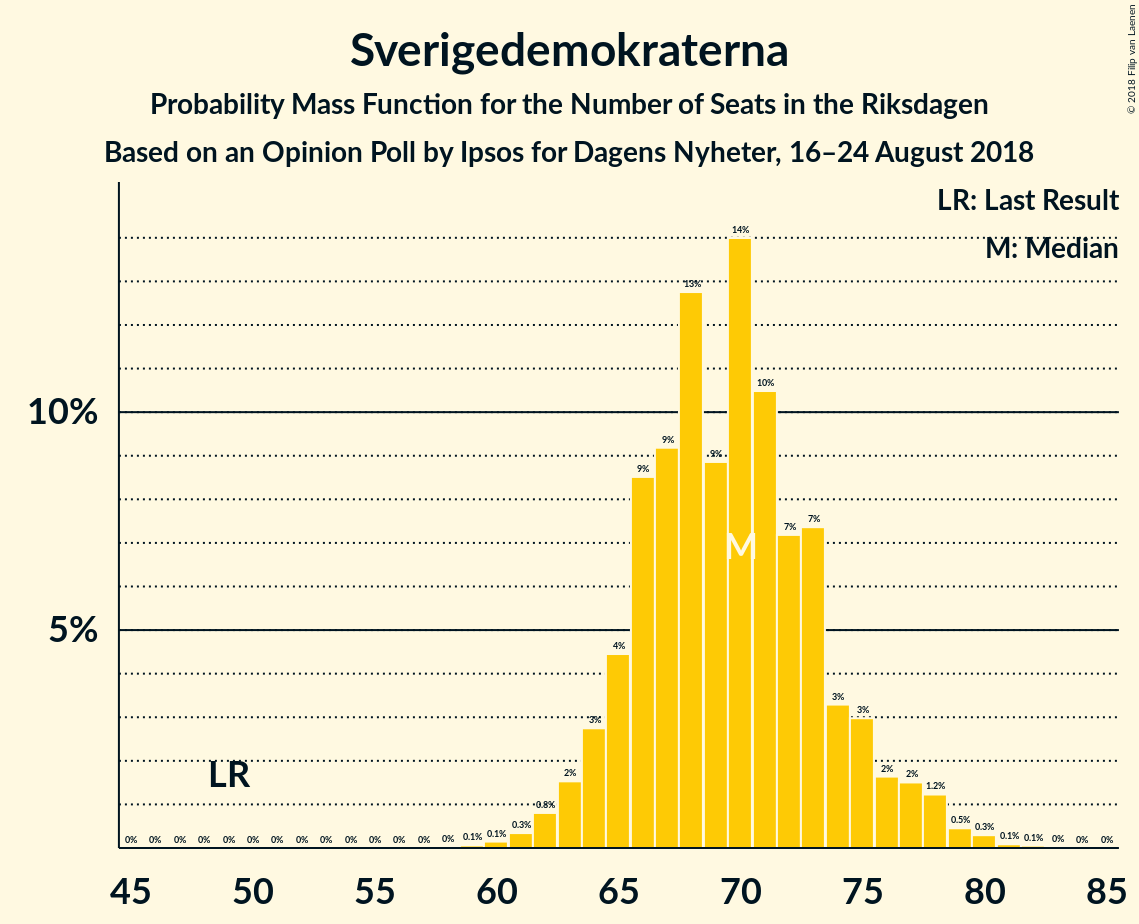 © 2018 Filip van Laenen
Sverigedemokraterna
Probability Mass Function for the Number of Seats in the Riksdagen
Based on an Opinion Poll by Ipsos for Dagens Nyheter, 16–24 August 2018
LR: Last Result
M: Median
10%
5%
LR
M
0% 0% 0% 0% 0% 0% 0% 0% 0% 0% 0% 0% 0% 0% 0.1% 0.1% 0.3% 0.8% 2% 3% 4% 9% 9% 13% 9% 14% 10% 7% 7% 3% 3% 2% 2% 1.2% 0.5% 0.3% 0.1% 0.1% 0% 0% 0%
45 50 55 60 65 70 75 80 85